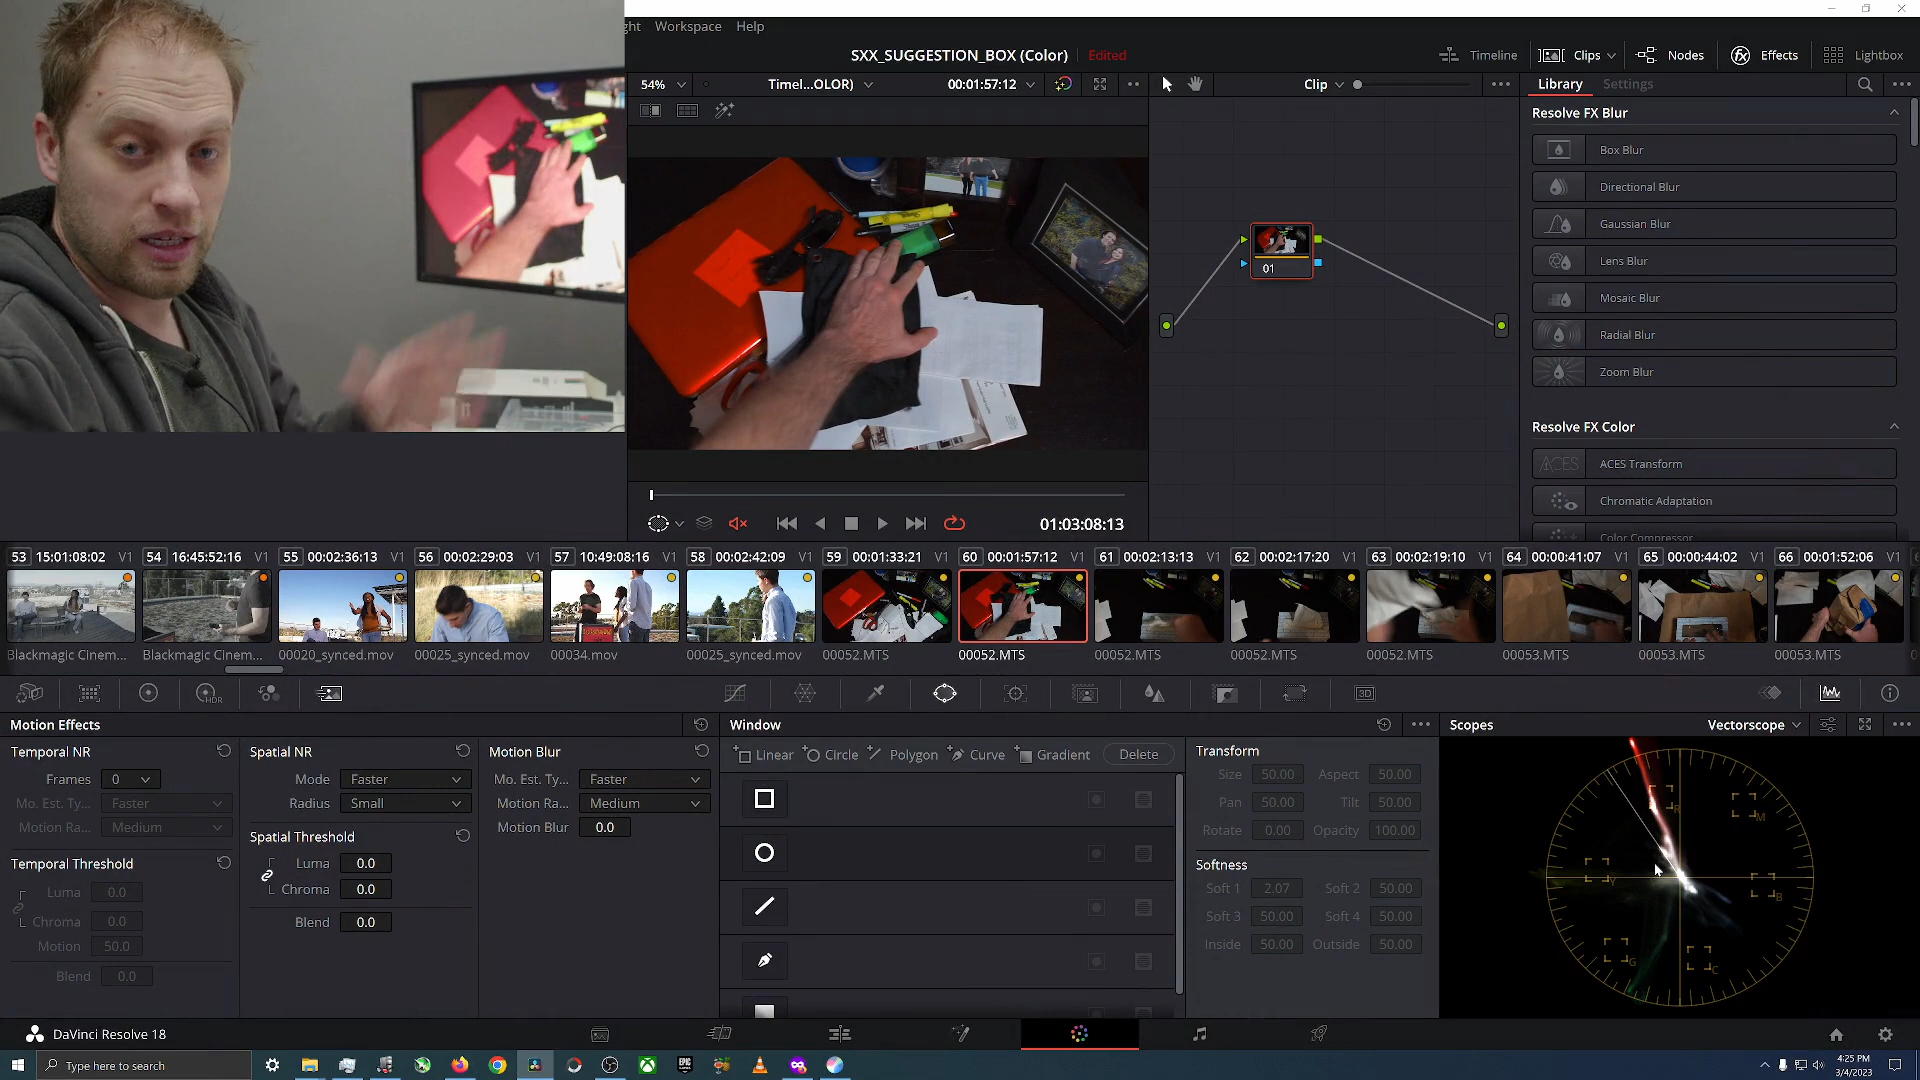 ght Workspace Help
SXX_SUGGESTION_BOX (Color) Edited
Timeline Clips Nodes Effects Lightbox
54% Timel...OLOR) 00:01:57:12 Clip Library Settings
Resolve FX Blur
Box Blur
Directional Blur
Gaussian Blur
Lens Blur
Mosaic Blur
Radial Blur
Zoom Blur
01
Resolve FX Color
ACES ACES Transform
Chromatic Adaptation
Color Compressor
01:03:08:13
53 15:01:08:02 V1 54 16:45:52:16 V1 55 00:02:36:13 V1 56 00:02:29:03 V1 57 10:49:08:16 V1 58 00:02:42:09 V1 59 00:01:33:21 V1 60 00:01:57:12 V1 61 00:02:13:13 V1 62 00:02:17:20 V1 63 00:02:19:10 V1 64 00:00:41:07 V1 65 00:00:44:02 V1 66 00:01:52:06 V1
Blackmagic Cinem... Blackmagic Cinem... 00020_synced.mov 00025_synced.mov 00034.mov 00025_synced.mov 00052.MTS 00052.MTS 00052.MTS 00052.MTS 00052.MTS 00053.MTS 00053.MTS 00053.MTS
HDR 3D
Motion Effects
Temporal NR
Frames 0
Mo. Est. Ty... Faster
Motion Ra... Medium
Temporal Threshold
Luma 0.0
Chroma 0.0
Motion 50.0
Blend 0.0
Spatial NR
Mode Faster
Radius Small
Spatial Threshold
Luma 0.0
Chroma 0.0
Blend 0.0
Motion Blur
Mo. Est. Ty... Faster
Motion Ra... Medium
Motion Blur 0.0
Window
Linear Circle Polygon Curve Gradient Delete
Transform
Size 50.00 Aspect 50.00
Pan 50.00 Tilt 50.00
Rotate 0.00 Opacity 100.00
Softness
Soft 1 2.07 Soft 2 50.00
Soft 3 50.00 Soft 4 50.00
Inside 50.00 Outside 50.00
Scopes Vectorscope
R M
Y B
G C
DaVinci Resolve 18
Type here to search
EPIC
4:25 PM
3/4/2023